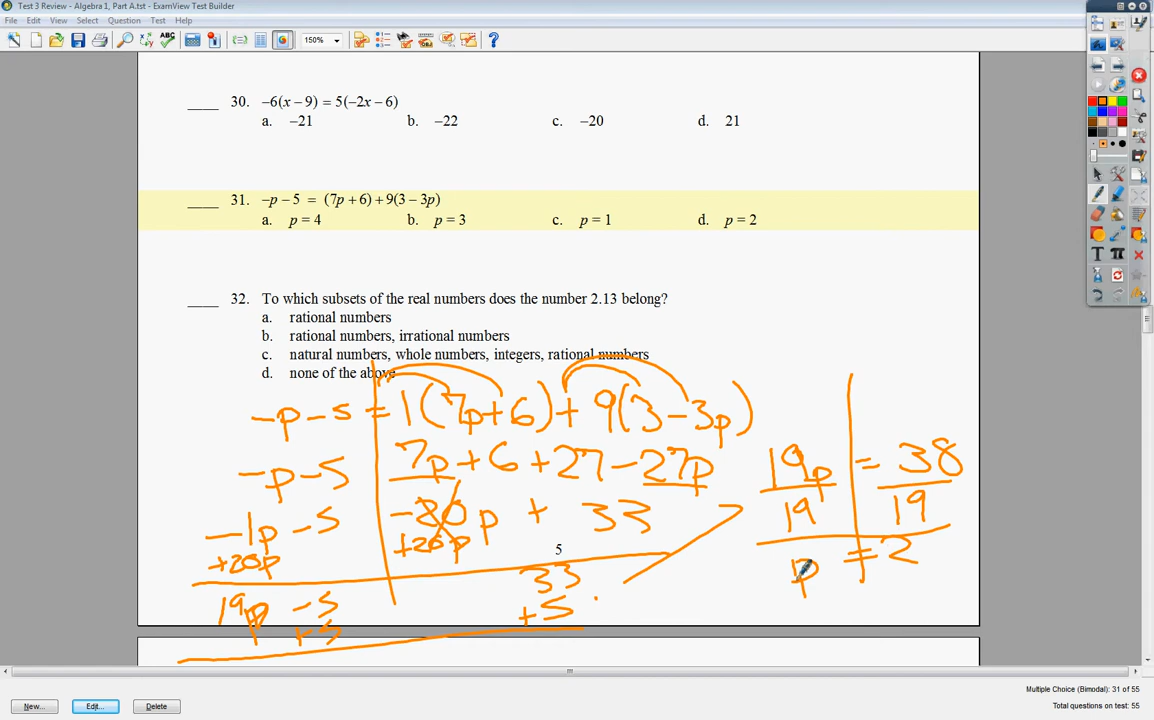 Test 3 Review - Algebra 1, Part A.tst - ExamView Test Builder
File Edit View Select Question Test Help
ABC 150% ?
30. –6(x – 9) = 5(–2x – 6)
a. –21 b. –22 c. –20 d. 21
31. –p – 5 = (7p + 6) + 9(3 – 3p)
a. p = 4 b. p = 3 c. p = 1 d. p = 2
32. To which subsets of the real numbers does the number 2.13 belong?
a. rational numbers
b. rational numbers, irrational numbers
c. natural numbers, whole numbers, integers, rational numbers
d. none of the above
-p - 5 = 1(7p + 6) + 9(3 - 3p)
-p - 5 7p + 6 + 27 - 27p
-1p - 5 -20p + 33
+20p +20p
19p - 5 33
+5 +5
19p = 38
19 19
p = 2
5
New... Edit... Delete
Multiple Choice (Bimodal): 31 of 55
Total questions on test: 55